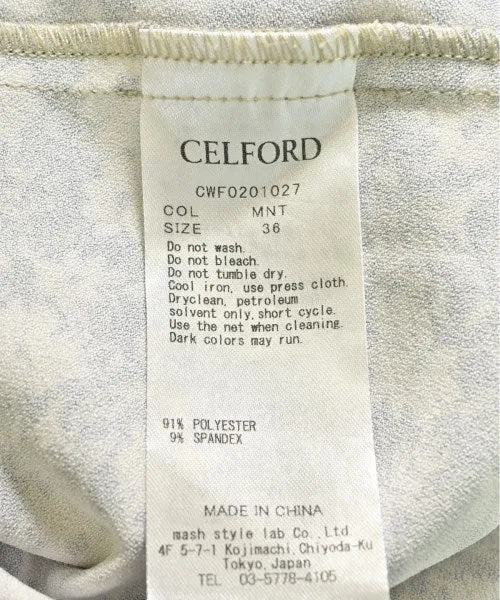 CELFORD
CWF0201027
COL MNT
SIZE 36
Do not wash.
Do not bleach.
Do not tumble dry.
Cool iron, use press cloth.
Dryclean, petroleum
solvent only, short cycle.
Use the net when cleaning.
Dark colors may run.
91% POLYESTER
9% SPANDEX
MADE IN CHINA
mash style lab Co., Ltd.
4F 5-7-1 Kojimachi, Chiyoda-Ku
Tokyo, Japan
TEL 03-5778-4105